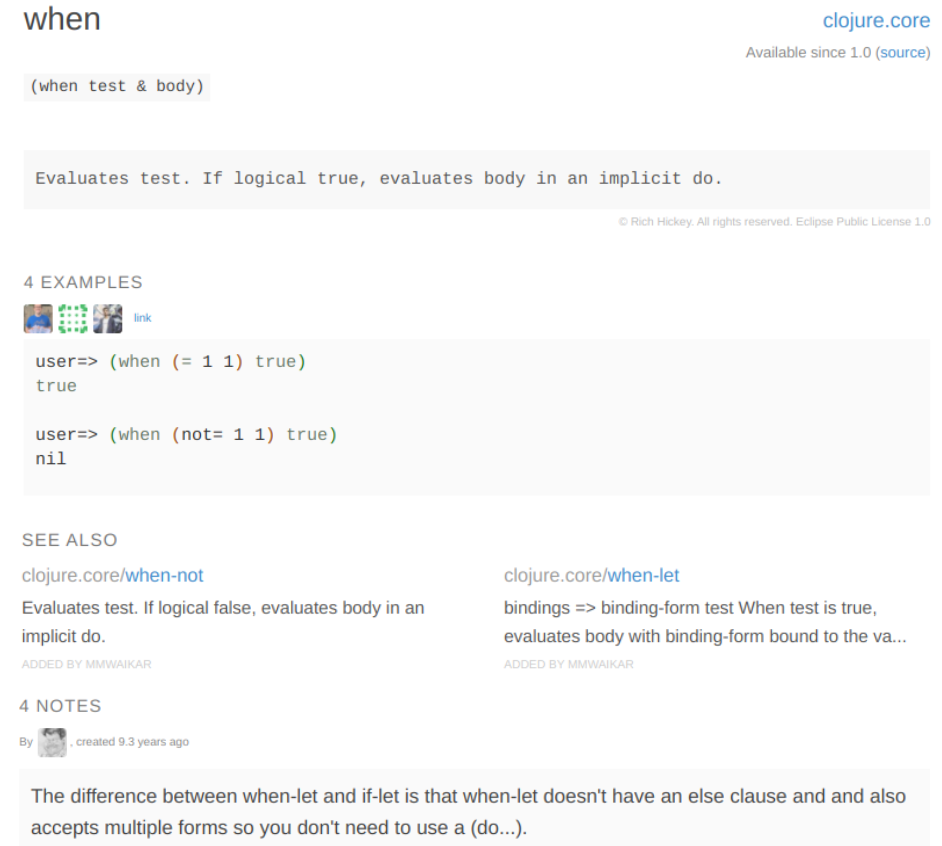 when
clojure.core
Available since 1.0 (source)
(when test & body)
Evaluates test. If logical true, evaluates body in an implicit do.
© Rich Hickey. All rights reserved. Eclipse Public License 1.0
4 EXAMPLES
link
user=> (when (= 1 1) true)
true
user=> (when (not= 1 1) true)
nil
SEE ALSO
clojure.core/when-not
Evaluates test. If logical false, evaluates body in an
implicit do.
ADDED BY MMWAIKAR
clojure.core/when-let
bindings => binding-form test When test is true,
evaluates body with binding-form bound to the va...
ADDED BY MMWAIKAR
4 NOTES
By , created 9.3 years ago
The difference between when-let and if-let is that when-let doesn't have an else clause and and also
accepts multiple forms so you don't need to use a (do...).